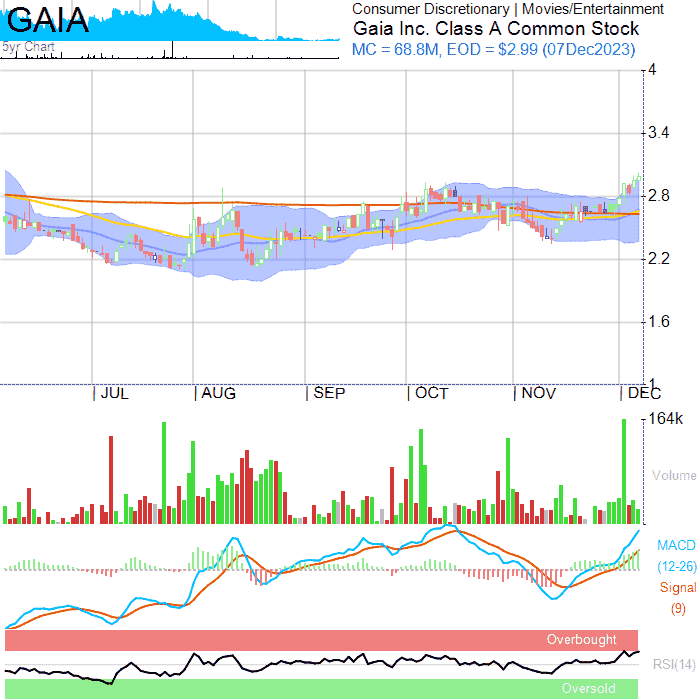 GAIA
5yr Chart
Consumer Discretionary | Movies/Entertainment
Gaia Inc. Class A Common Stock
MC = 68.8M, EOD = $2.99 (07Dec2023)
4
3.4
2.8
2.2
1.6
1
JUL AUG SEP OCT NOV DEC
164k
Volume
MACD
(12-26)
Signal
(9)
Overbought
RSI(14)
Oversold